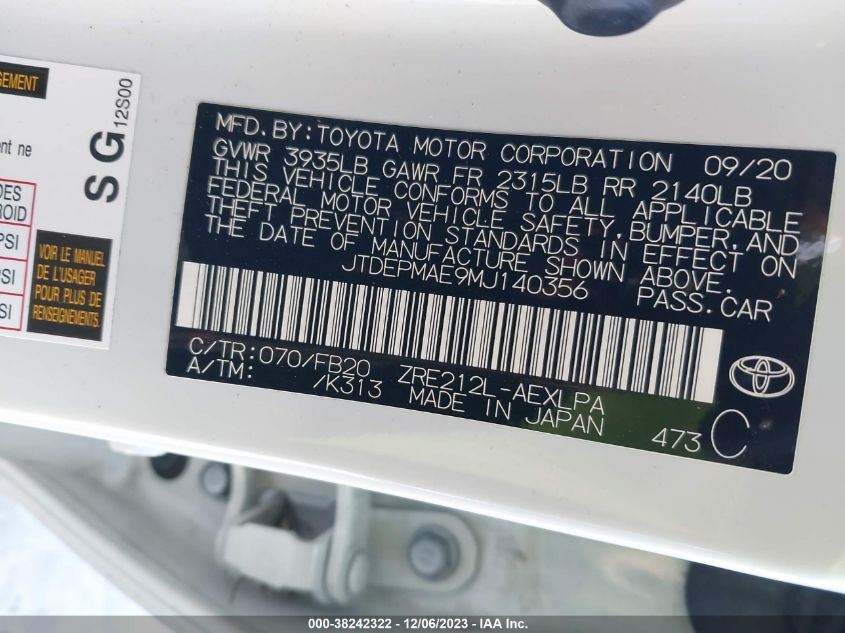 GEMENT
ent ne
DES
ROID
PSI
PSI
SI
SG 12S00
VOIR LE MANUEL
DE L'USAGER
POUR PLUS DE
RENSEIGNEMENTS.
MFD.BY:TOYOTA MOTOR CORPORATION 09/20
GVWR 3935LB GAWR FR 2315LB RR 2140LB
THIS VEHICLE CONFORMS TO ALL APPLICABLE
FEDERAL MOTOR VEHICLE SAFETY,BUMPER,AND
THEFT PREVENTION STANDARDS IN EFFECT ON
THE DATE OF MANUFACTURE SHOWN ABOVE.
JTDEPMAE9MJ140356 PASS.CAR
C/TR:070/FB20 ZRE212L-AEXLPA
A/TM: /K313 MADE IN JAPAN
473 C
000-38242322 - 12/06/2023 - IAA Inc.